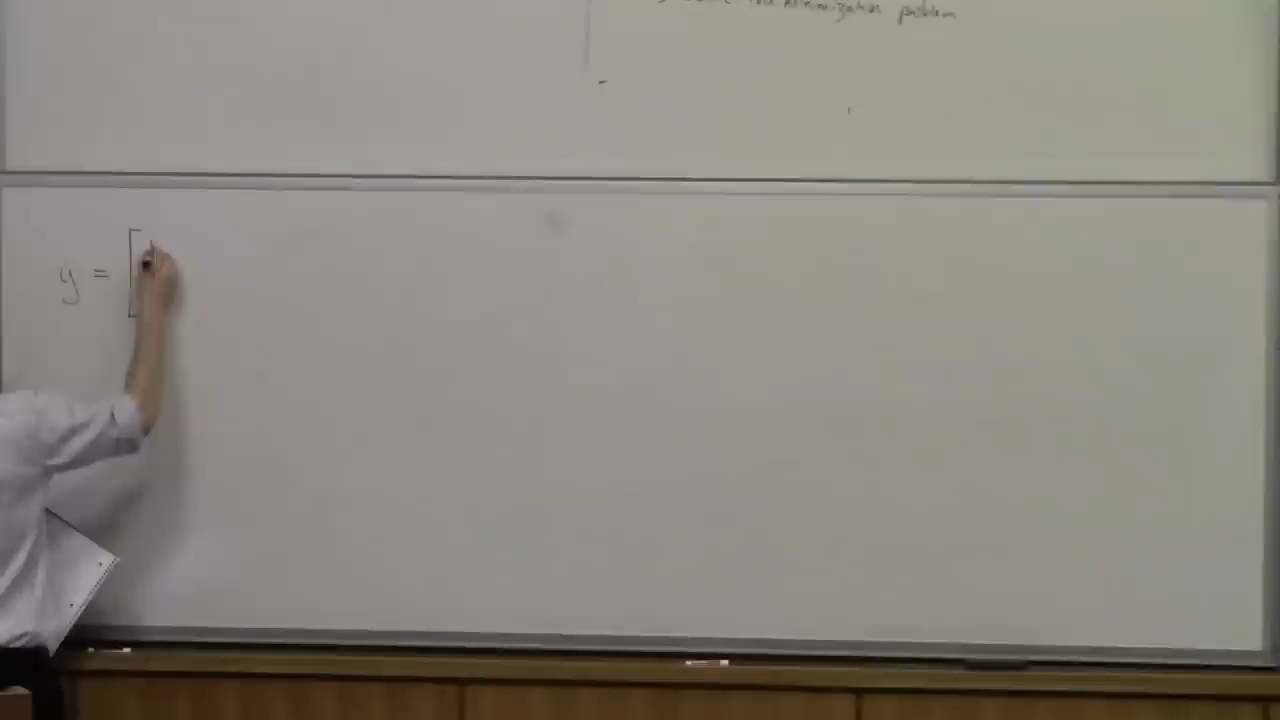 the minimization problem
y = [